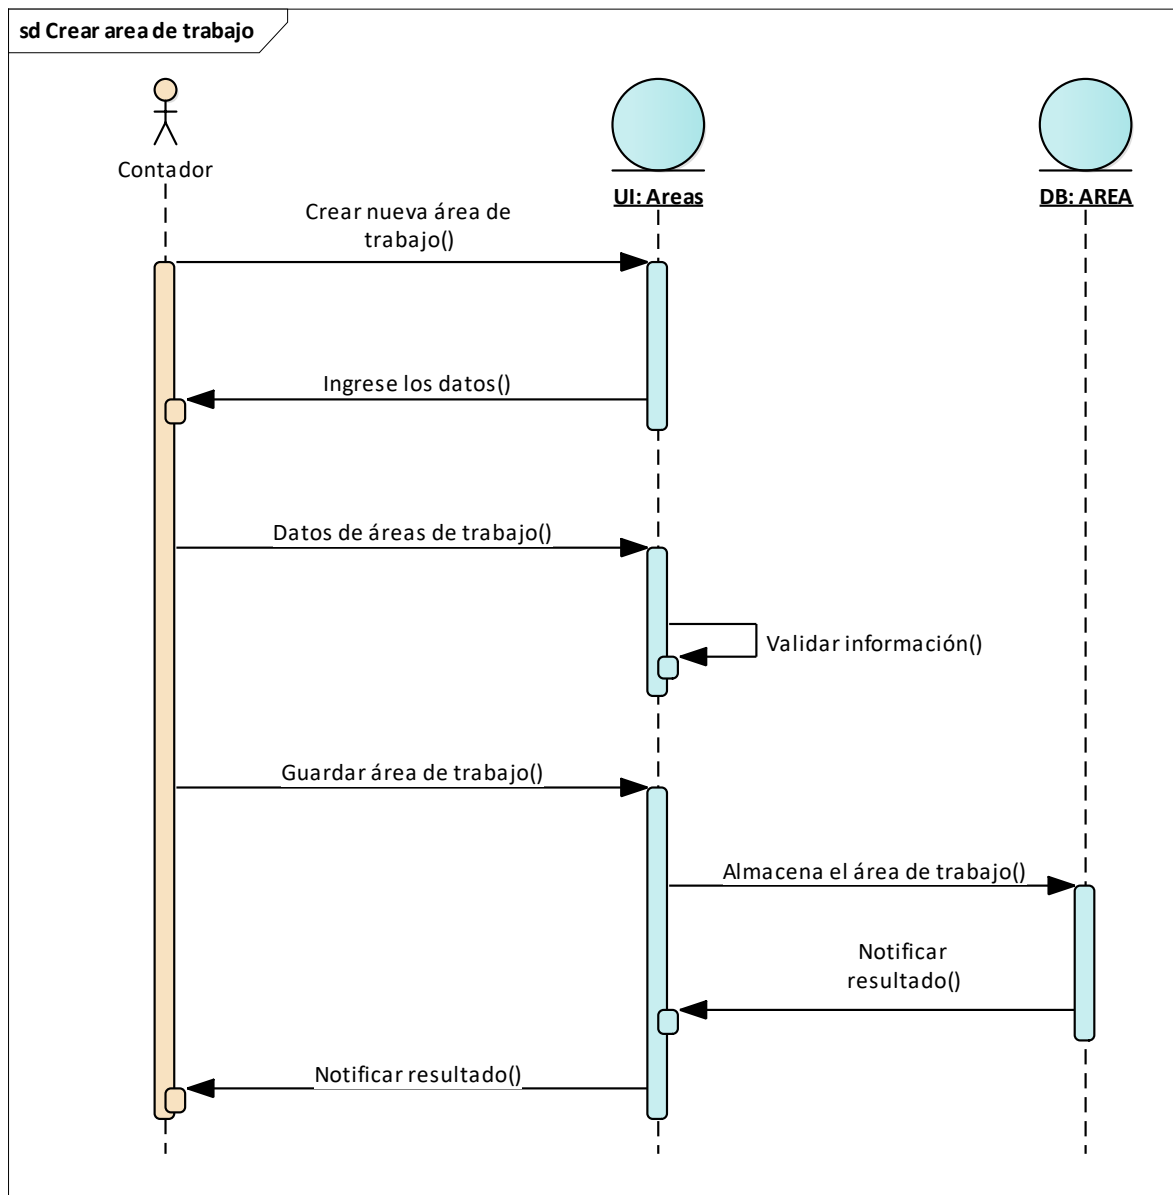 sd Crear area de trabajo
Contador
UI: Areas
DB: AREA
Crear nueva área de
trabajo()
Ingrese los datos()
Datos de áreas de trabajo()
Validar información()
Guardar área de trabajo()
Almacena el área de trabajo()
Notificar
resultado()
Notificar resultado()